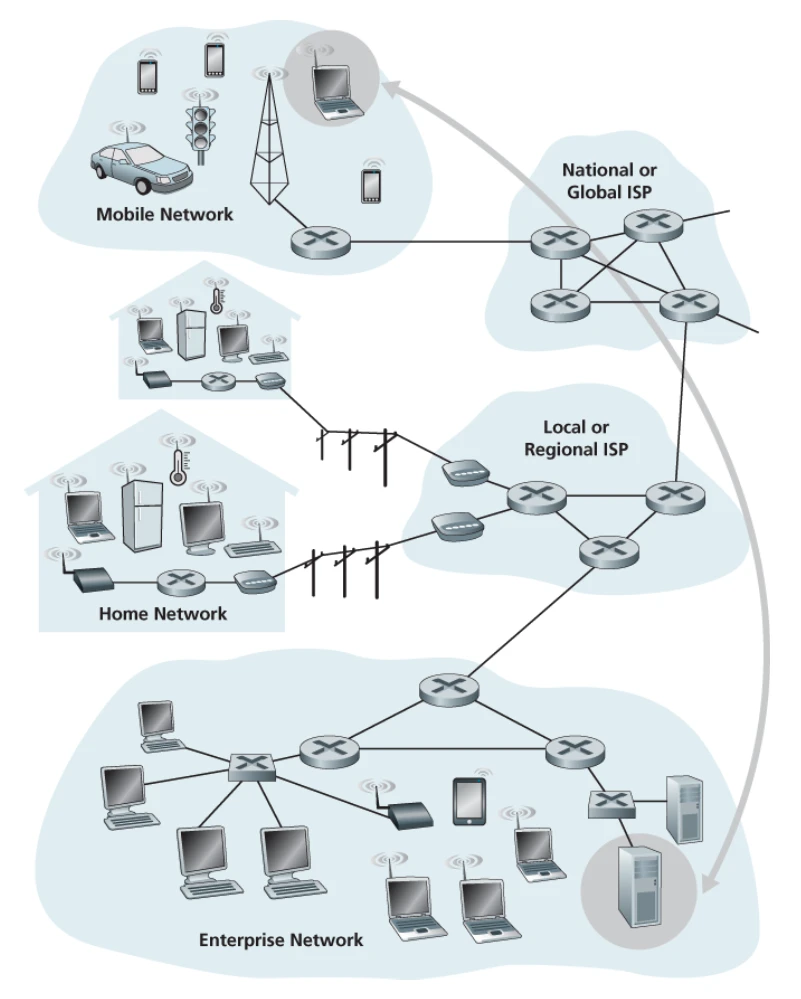 National or
Global ISP
Mobile Network
Local or
Regional ISP
Home Network
Enterprise Network